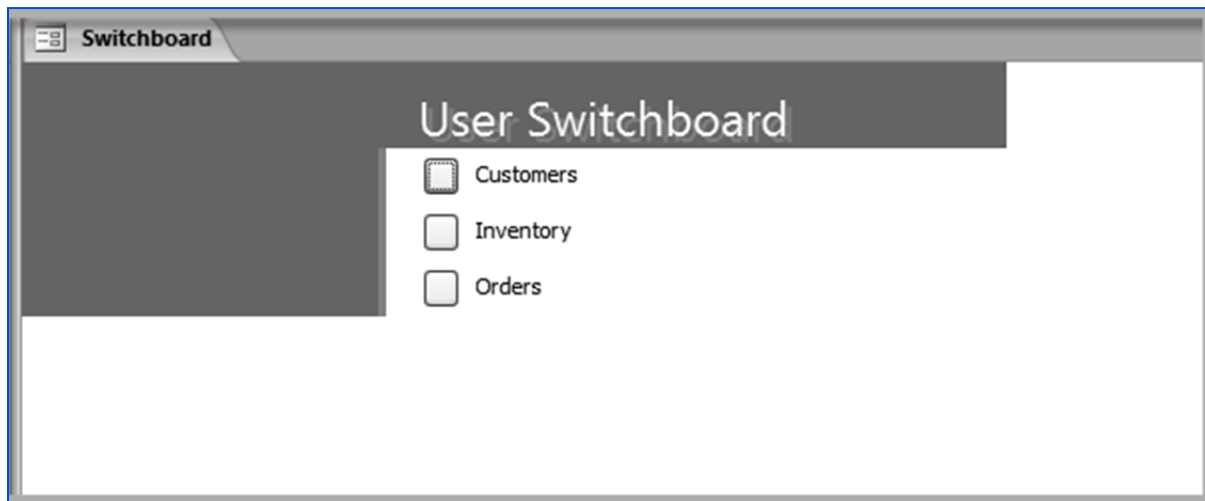 Switchboard
User Switchboard
Customers
Inventory
Orders